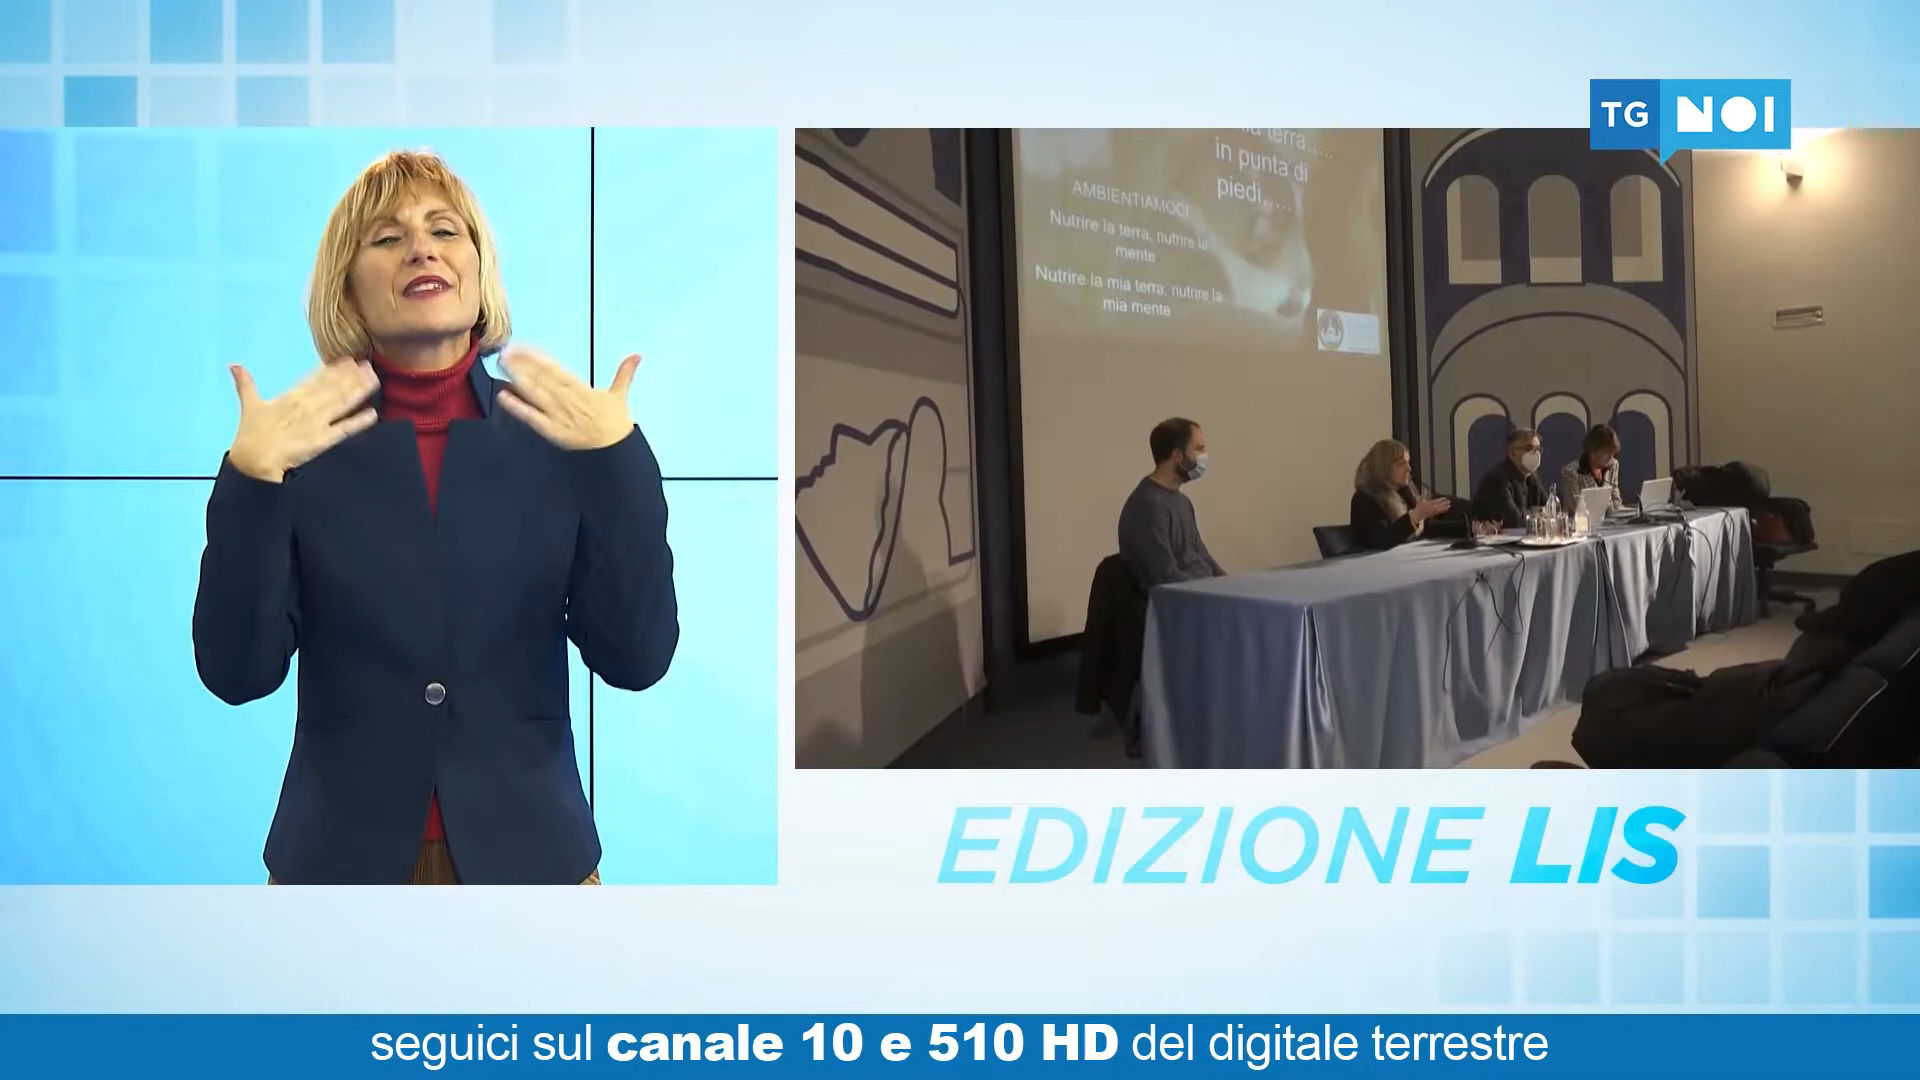 TG NOI
terra.....
in punta di
piedi......
AMBIENTIAMOCI
Nutrire la terra, nutrire la
mente
Nutrire la mia terra, nutrire la
mia mente
EDIZIONE LIS
seguici sul canale 10 e 510 HD del digitale terrestre